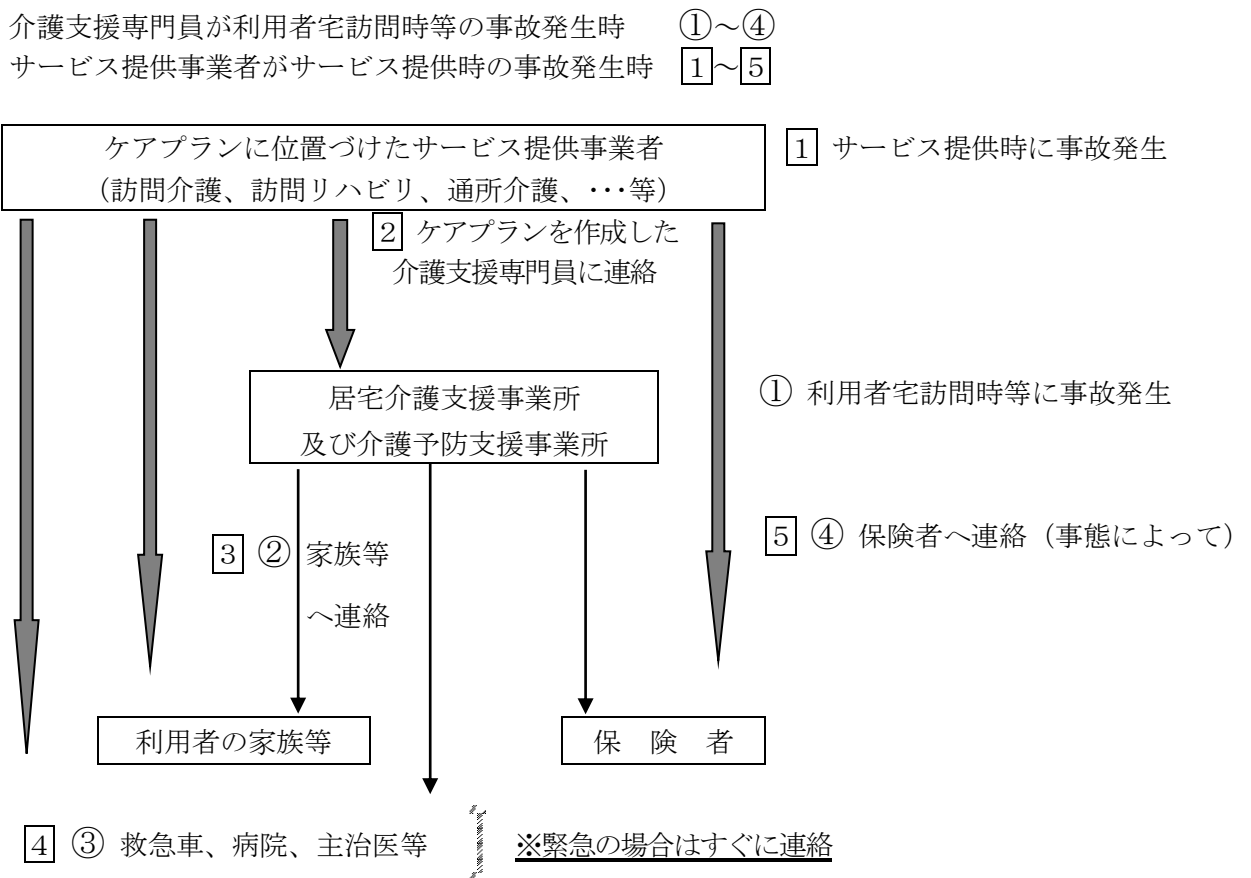 介護支援専門員が利用者宅訪問時等の事故発生時　①～④
サービス提供事業者がサービス提供時の事故発生時　1～5
ケアプランに位置づけたサービス提供事業者
（訪問介護、訪問リハビリ、通所介護、･･･等）
1 サービス提供時に事故発生
2 ケアプランを作成した
介護支援専門員に連絡
居宅介護支援事業所
及び介護予防支援事業所
① 利用者宅訪問時等に事故発生
3 ② 家族等
へ連絡
5 ④ 保険者へ連絡（事態によって）
利用者の家族等
保　険　者
4 ③ 救急車、病院、主治医等
※緊急の場合はすぐに連絡